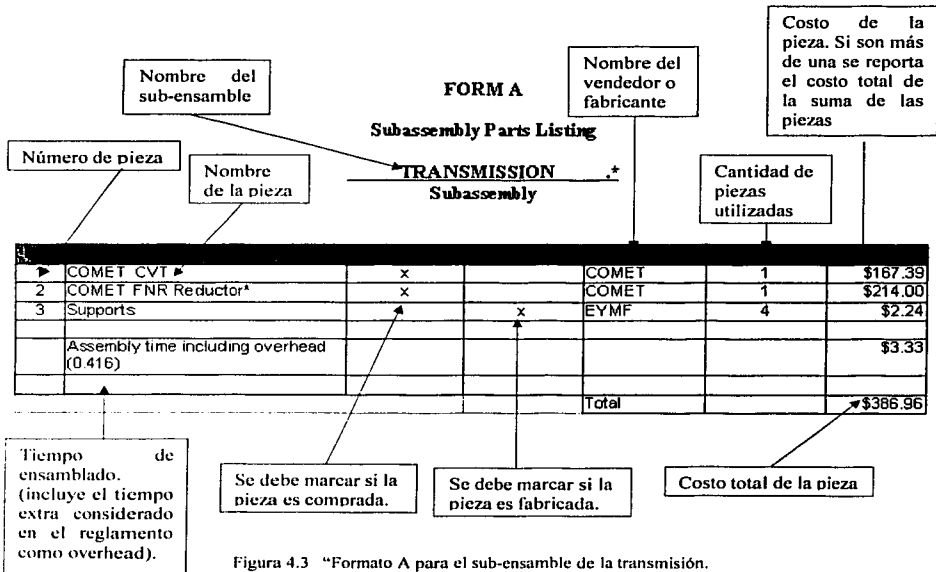 Costo de la
pieza. Si son más
de una se reporta
el costo total de
la suma de las
piezas
Nombre del
sub-ensamble
FORM A
Nombre del
vendedor o
fabricante
Subassembly Parts Listing
Número de pieza
Nombre
de la pieza
TRANSMISSION .*
Subassembly
Cantidad de
piezas
utilizadas
1 COMET CVT x COMET 1 $167.39
2 COMET FNR Reductor* x COMET 1 $214.00
3 Supports x EYMF 4 $2.24
Assembly time including overhead
(0.416) $3.33
Total $386.96
Tiempo de
ensamblado.
(incluye el tiempo
extra considerado
en el reglamento
como overhead).
Se debe marcar si la
pieza es comprada.
Se debe marcar si la
pieza es fabricada.
Costo total de la pieza
Figura 4.3 “Formato A para el sub-ensamble de la transmisión.